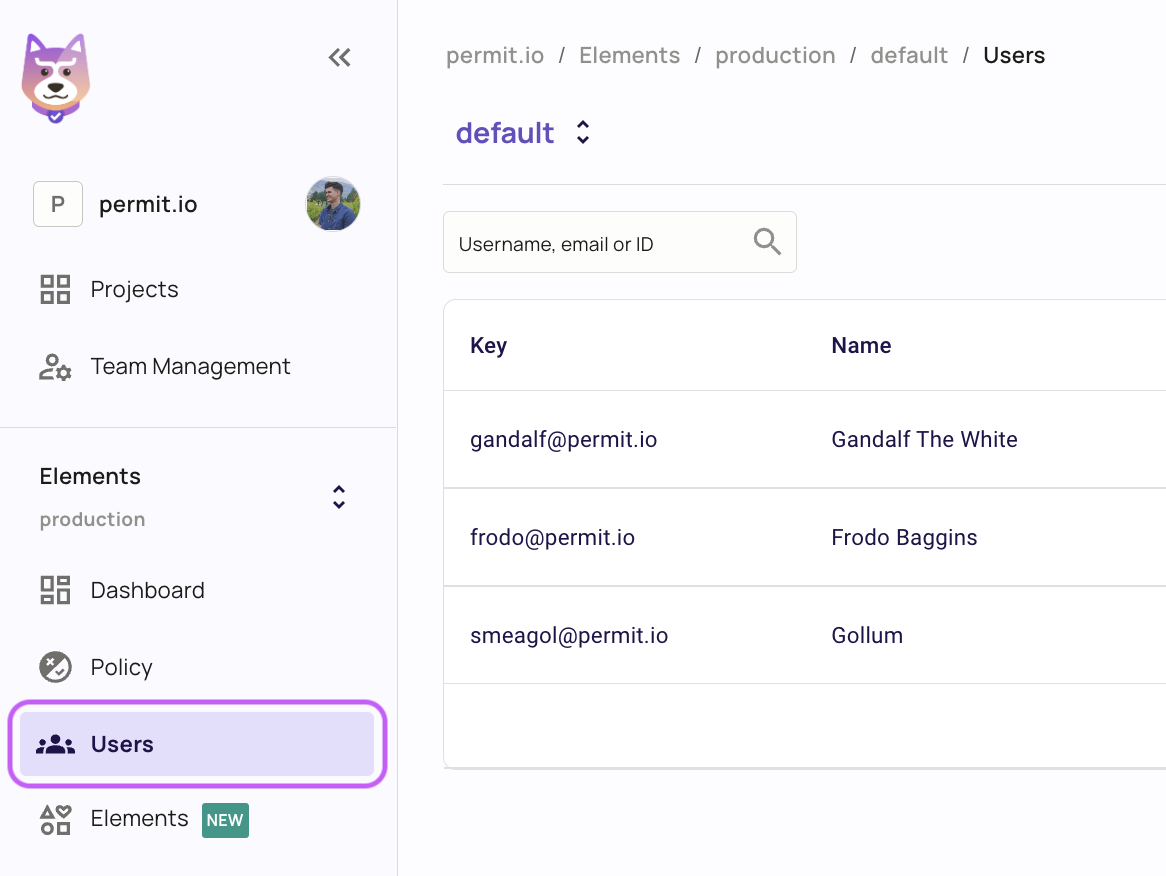 P permit.io
Projects
Team Management
Elements
production
Dashboard
Policy
Users
Elements NEW
permit.io / Elements / production / default / Users
default
Username, email or ID
Key Name
gandalf@permit.io Gandalf The White
frodo@permit.io Frodo Baggins
smeagol@permit.io Gollum